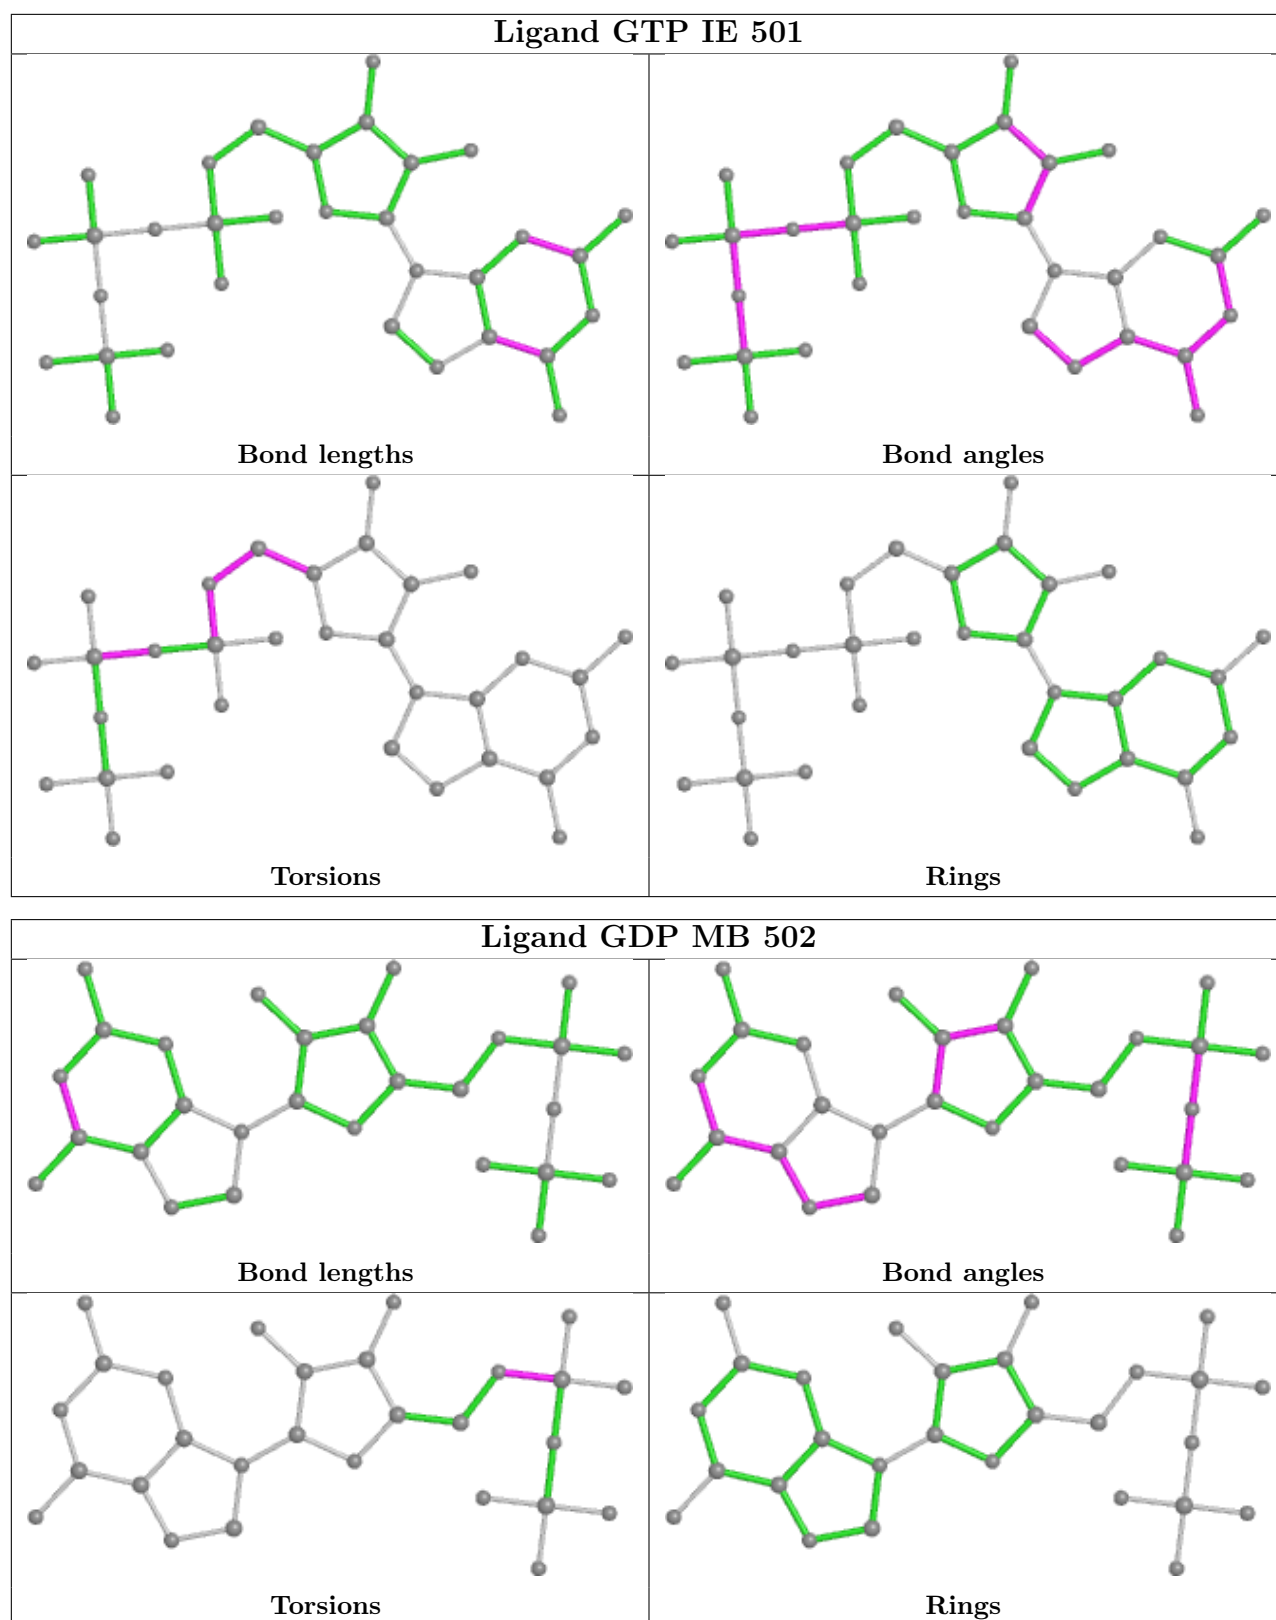 Ligand GTP IE 501
Bond lengths
Bond angles
Torsions
Rings
Ligand GDP MB 502
Bond lengths
Bond angles
Torsions
Rings